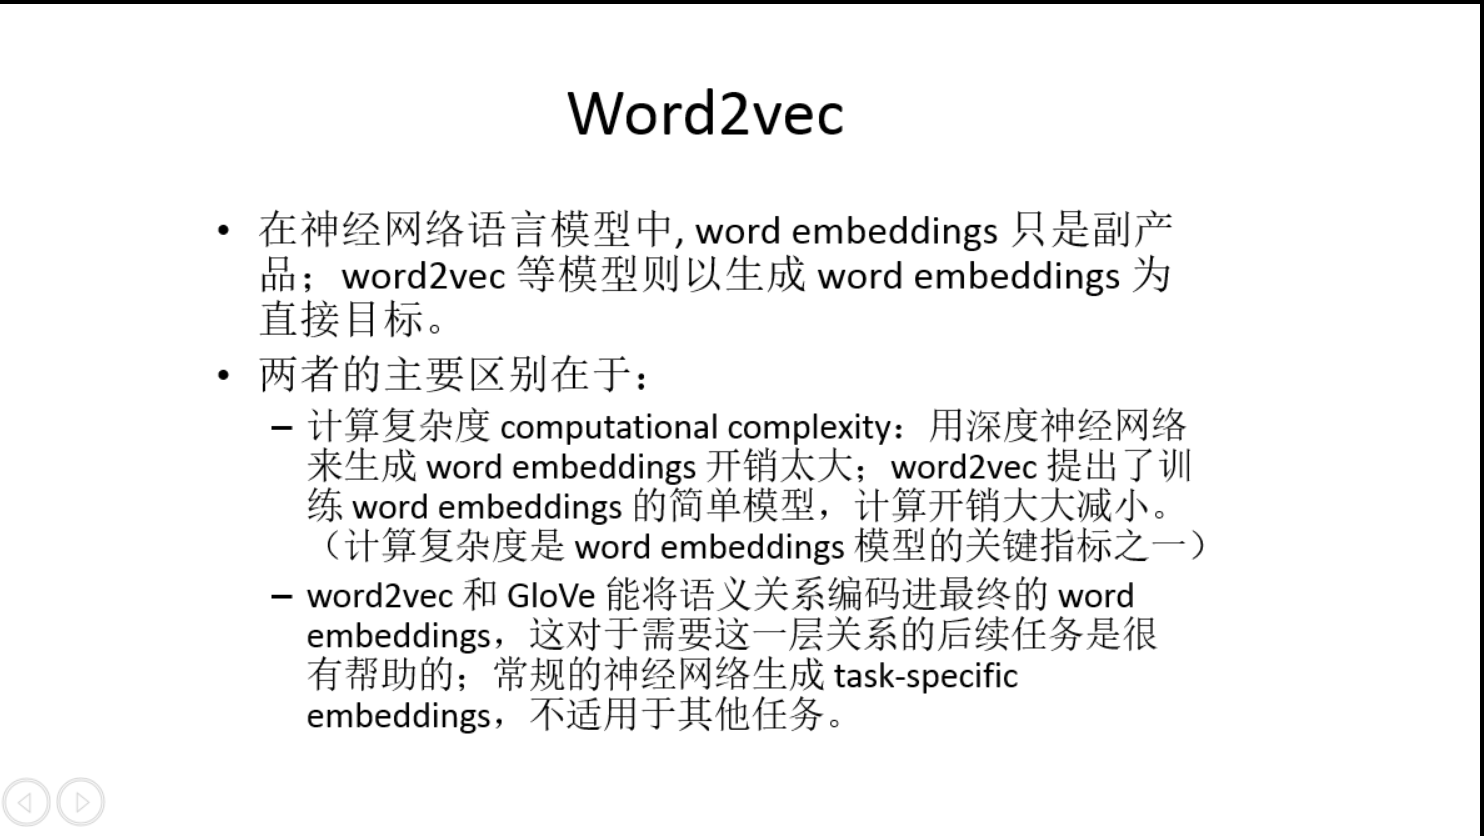 Word2vec
• 在神经网络语言模型中, word embeddings 只是副产
品；word2vec 等模型则以生成 word embeddings 为
直接目标。
• 两者的主要区别在于：
– 计算复杂度 computational complexity：用深度神经网络
来生成 word embeddings 开销太大；word2vec 提出了训
练 word embeddings 的简单模型，计算开销大大减小。
（计算复杂度是 word embeddings 模型的关键指标之一）
– word2vec 和 GloVe 能将语义关系编码进最终的 word
embeddings，这对于需要这一层关系的后续任务是很
有帮助的；常规的神经网络生成 task-specific
embeddings，不适用于其他任务。